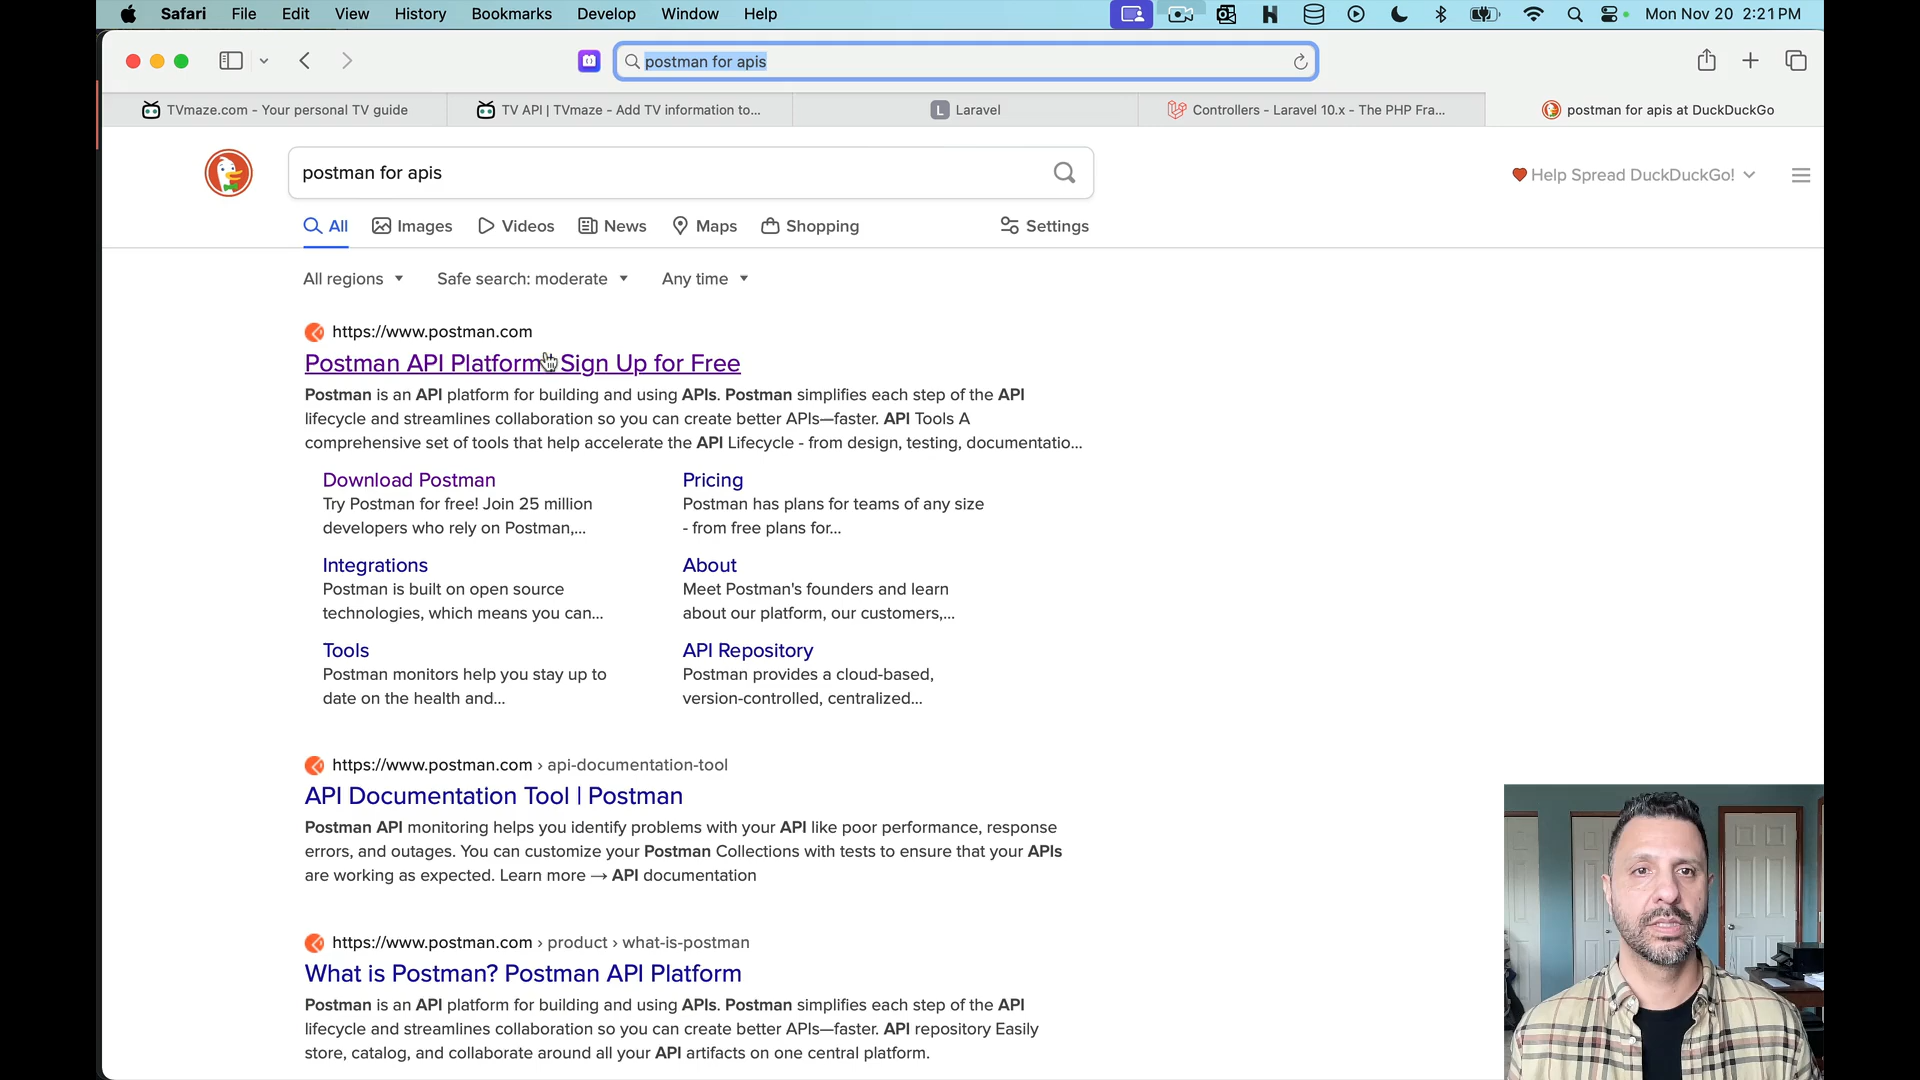 Safari File Edit View History Bookmarks Develop Window Help Mon Nov 20 2:21 PM
postman for apis
TVmaze.com - Your personal TV guide
TV API | TVmaze - Add TV information to...
L Laravel
Controllers - Laravel 10.x - The PHP Fra...
postman for apis at DuckDuckGo
postman for apis
Help Spread DuckDuckGo!
All Images Videos News Maps Shopping Settings
All regions Safe search: moderate Any time
https://www.postman.com
Postman API Platform Sign Up for Free
Postman is an API platform for building and using APIs. Postman simplifies each step of the API
lifecycle and streamlines collaboration so you can create better APIs—faster. API Tools A
comprehensive set of tools that help accelerate the API Lifecycle - from design, testing, documentatio...
Download Postman
Try Postman for free! Join 25 million
developers who rely on Postman,...
Pricing
Postman has plans for teams of any size
- from free plans for...
Integrations
Postman is built on open source
technologies, which means you can...
About
Meet Postman's founders and learn
about our platform, our customers,...
Tools
Postman monitors help you stay up to
date on the health and...
API Repository
Postman provides a cloud-based,
version-controlled, centralized...
https://www.postman.com › api-documentation-tool
API Documentation Tool | Postman
Postman API monitoring helps you identify problems with your API like poor performance, response
errors, and outages. You can customize your Postman Collections with tests to ensure that your APIs
are working as expected. Learn more → API documentation
https://www.postman.com › product › what-is-postman
What is Postman? Postman API Platform
Postman is an API platform for building and using APIs. Postman simplifies each step of the API
lifecycle and streamlines collaboration so you can create better APIs—faster. API repository Easily
store, catalog, and collaborate around all your API artifacts on one central platform.